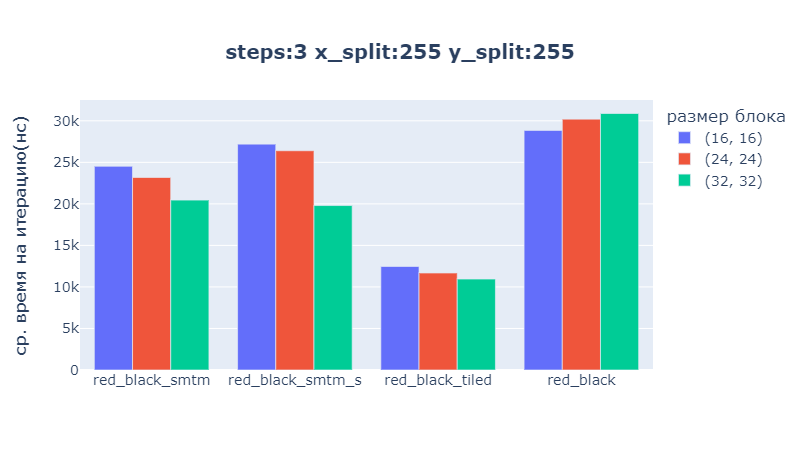 steps:3 x_split:255 y_split:255
ср. время на итерацию(нс)
30k
25k
20k
15k
10k
5k
0
red_black_smtm
red_black_smtm_s
red_black_tiled
red_black
размер блока
(16, 16)
(24, 24)
(32, 32)